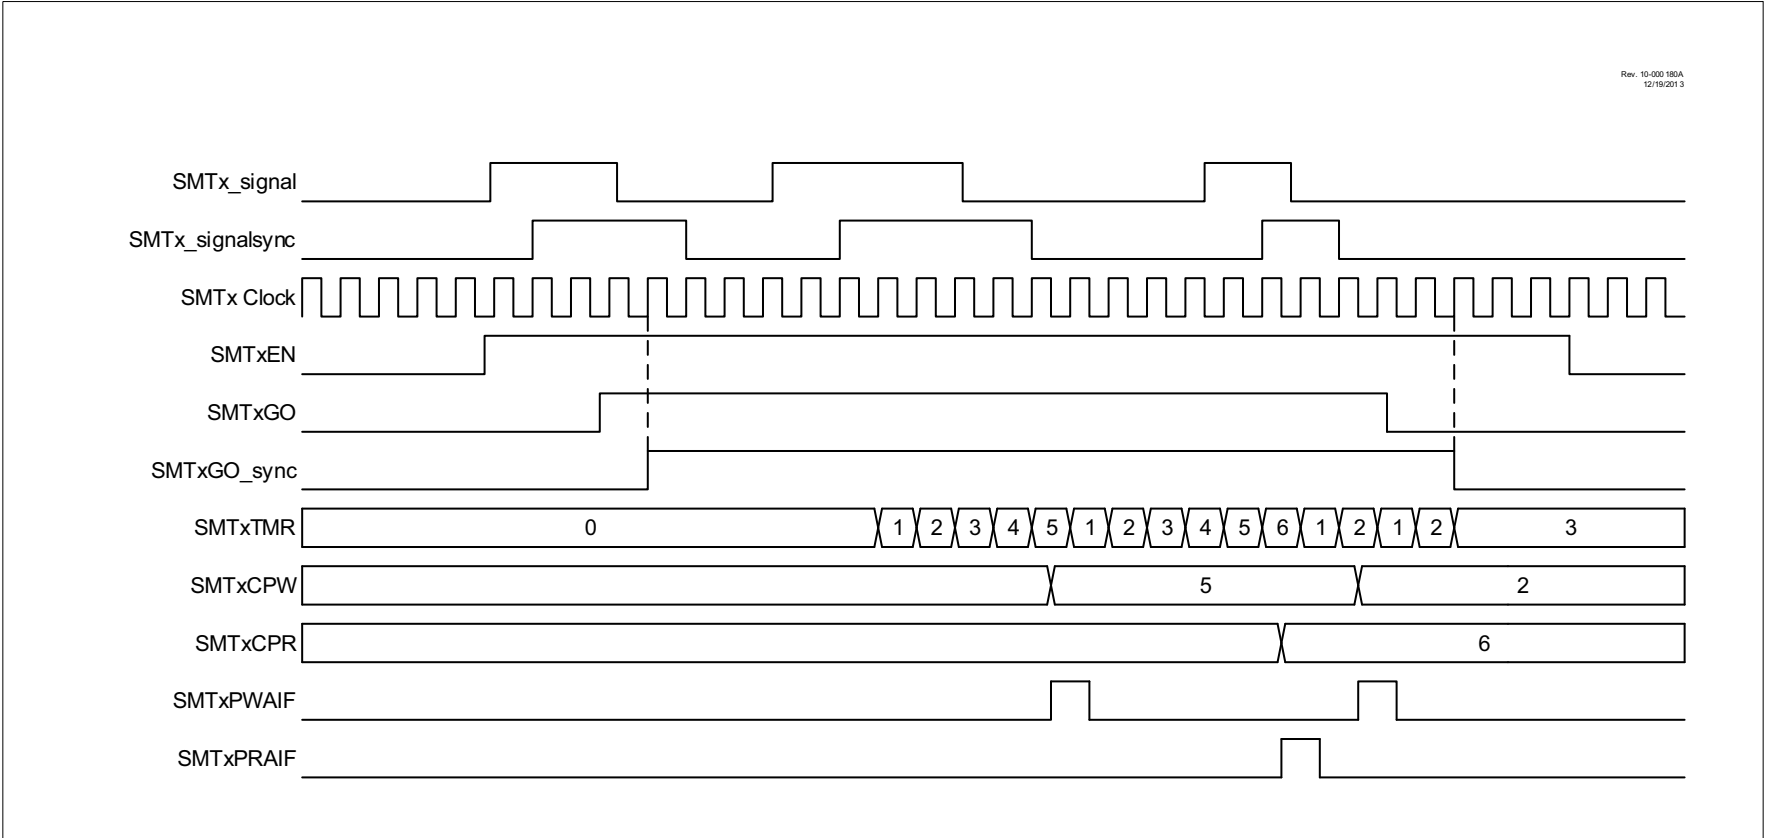 Rev. 10-000 180A
12/19/201 3
SMTx_signal
SMTx_signalsync
SMTx Clock
SMTxEN
SMTxGO
SMTxGO_sync
SMTxTMR 0 1 2 3 4 5 1 2 3 4 5 6 1 2 1 2 3
SMTxCPW 5 2
SMTxCPR 6
SMTxPWAIF
SMTxPRAIF